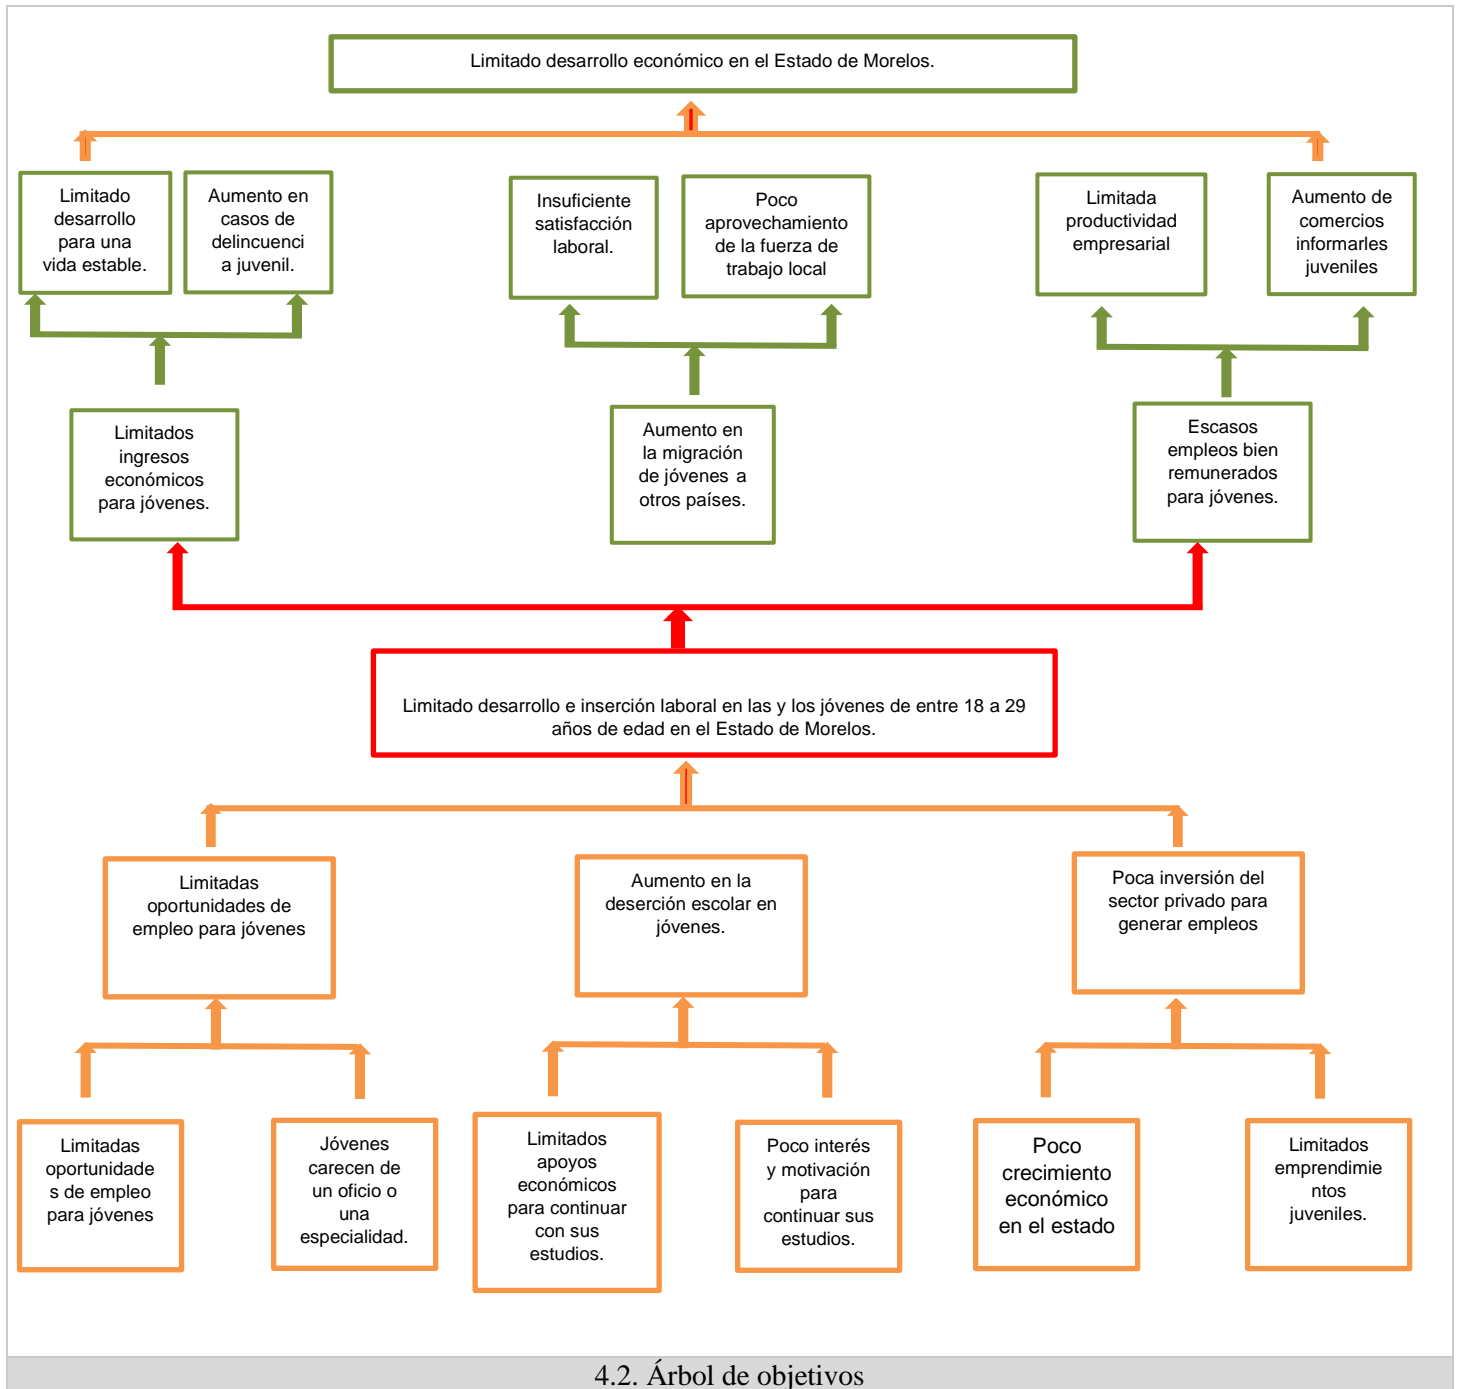 Limitado desarrollo económico en el Estado de Morelos.
Limitado
desarrollo
para una
vida estable.
Aumento en
casos de
delincuenci
a juvenil.
Insuficiente
satisfacción
laboral.
Poco
aprovechamiento
de la fuerza de
trabajo local
Limitada
productividad
empresarial
Aumento de
comercios
informarles
juveniles
Limitados
ingresos
económicos
para jóvenes.
Aumento en
la migración
de jóvenes a
otros países.
Escasos
empleos bien
remunerados
para jóvenes.
Limitado desarrollo e inserción laboral en las y los jóvenes de entre 18 a 29
años de edad en el Estado de Morelos.
Limitadas
oportunidades de
empleo para jóvenes
Aumento en la
deserción escolar en
jóvenes.
Poca inversión del
sector privado para
generar empleos
Limitadas
oportunidade
s de empleo
para jóvenes
Jóvenes
carecen de
un oficio o
una
especialidad.
Limitados
apoyos
económicos
para continuar
con sus
estudios.
Poco interés
y motivación
para
continuar sus
estudios.
Poco
crecimiento
económico
en el estado
Limitados
emprendimie
ntos
juveniles.
4.2. Árbol de objetivos